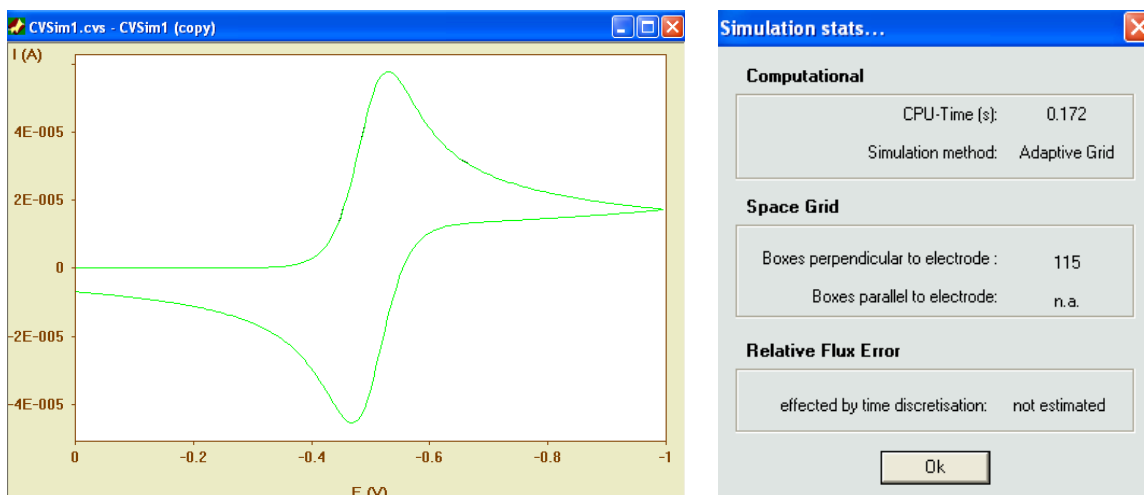 CVSim1.cvs - CVSim1 (copy)
I (A)
4E-005
2E-005
0
-2E-005
-4E-005
0
-0.2
-0.4
-0.6
-0.8
-1
E (V)
Simulation stats...
Computational
CPU-Time (s): 0.172
Simulation method: Adaptive Grid
Space Grid
Boxes perpendicular to electrode : 115
Boxes parallel to electrode: n.a.
Relative Flux Error
effected by time discretisation: not estimated
Ok